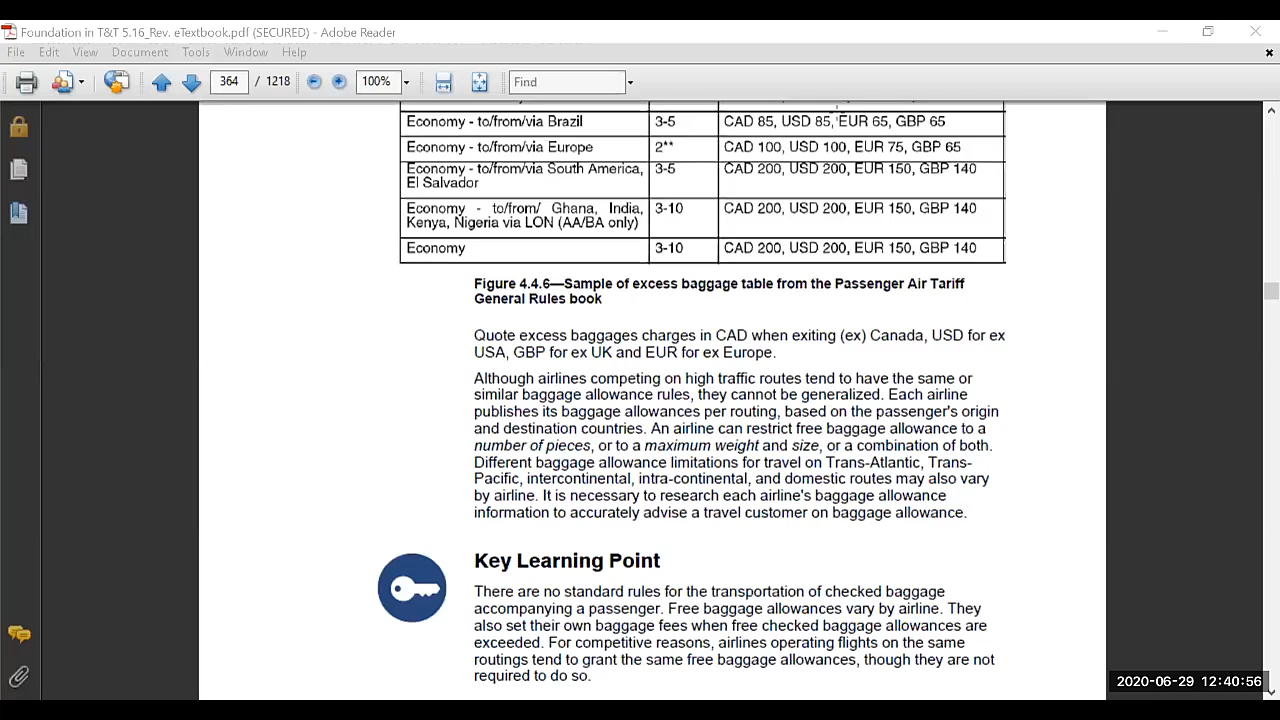 Foundation in T&T 5.16_Rev. eTextbook.pdf (SECURED) - Adobe Reader
File Edit View Document Tools Window Help
364 / 1218 100% Find
Economy - to/from/via Brazil 3-5 CAD 85, USD 85, EUR 65, GBP 65
Economy - to/from/via Europe 2** CAD 100, USD 100, EUR 75, GBP 65
Economy - to/from/via South America, 3-5 CAD 200, USD 200, EUR 150, GBP 140
El Salvador
Economy - to/from/ Ghana, India, 3-10 CAD 200, USD 200, EUR 150, GBP 140
Kenya, Nigeria via LON (AA/BA only)
Economy 3-10 CAD 200, USD 200, EUR 150, GBP 140
Figure 4.4.6—Sample of excess baggage table from the Passenger Air Tariff
General Rules book
Quote excess baggages charges in CAD when exiting (ex) Canada, USD for ex
USA, GBP for ex UK and EUR for ex Europe.
Although airlines competing on high traffic routes tend to have the same or
similar baggage allowance rules, they cannot be generalized. Each airline
publishes its baggage allowances per routing, based on the passenger's origin
and destination countries. An airline can restrict free baggage allowance to a
number of pieces, or to a maximum weight and size, or a combination of both.
Different baggage allowance limitations for travel on Trans-Atlantic, Trans-
Pacific, intercontinental, intra-continental, and domestic routes may also vary
by airline. It is necessary to research each airline's baggage allowance
information to accurately advise a travel customer on baggage allowance.
Key Learning Point
There are no standard rules for the transportation of checked baggage
accompanying a passenger. Free baggage allowances vary by airline. They
also set their own baggage fees when free checked baggage allowances are
exceeded. For competitive reasons, airlines operating flights on the same
routings tend to grant the same free baggage allowances, though they are not
required to do so.
2020-06-29 12:40:56